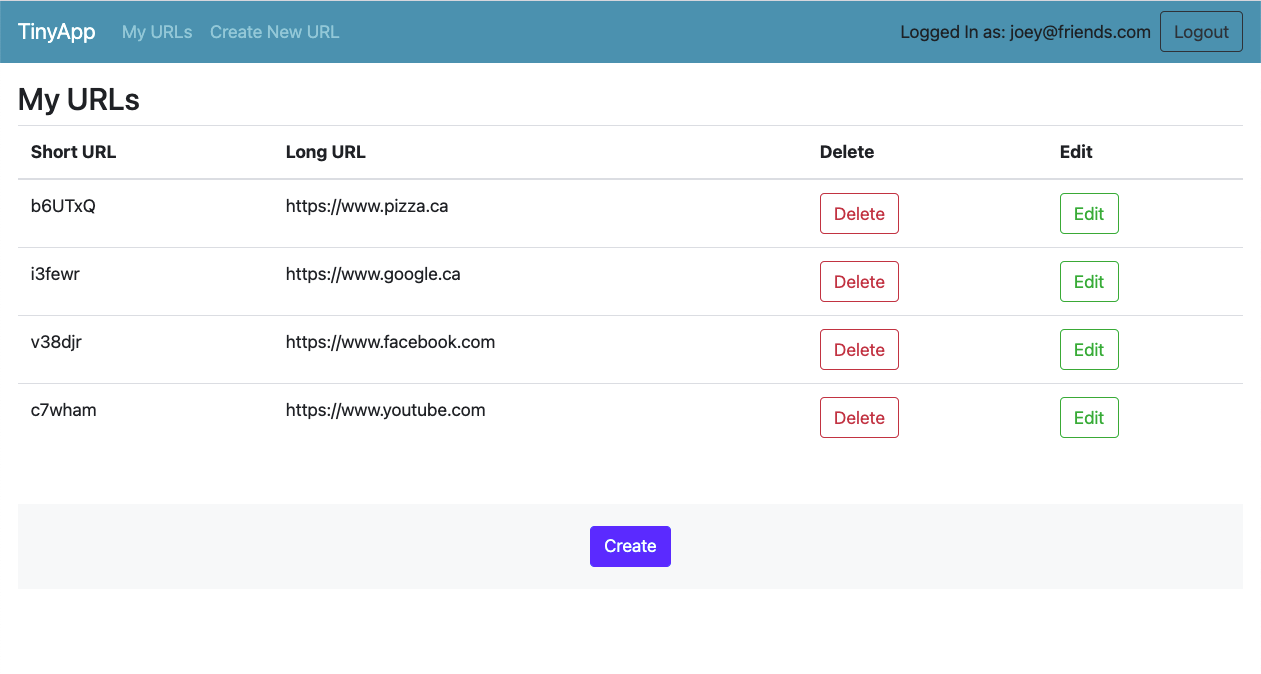 TinyApp My URLs Create New URL Logged In as: joey@friends.com Logout
My URLs
Short URL Long URL Delete Edit
b6UTxQ https://www.pizza.ca Delete Edit
i3fewr https://www.google.ca Delete Edit
v38djr https://www.facebook.com Delete Edit
c7wham https://www.youtube.com Delete Edit
Create